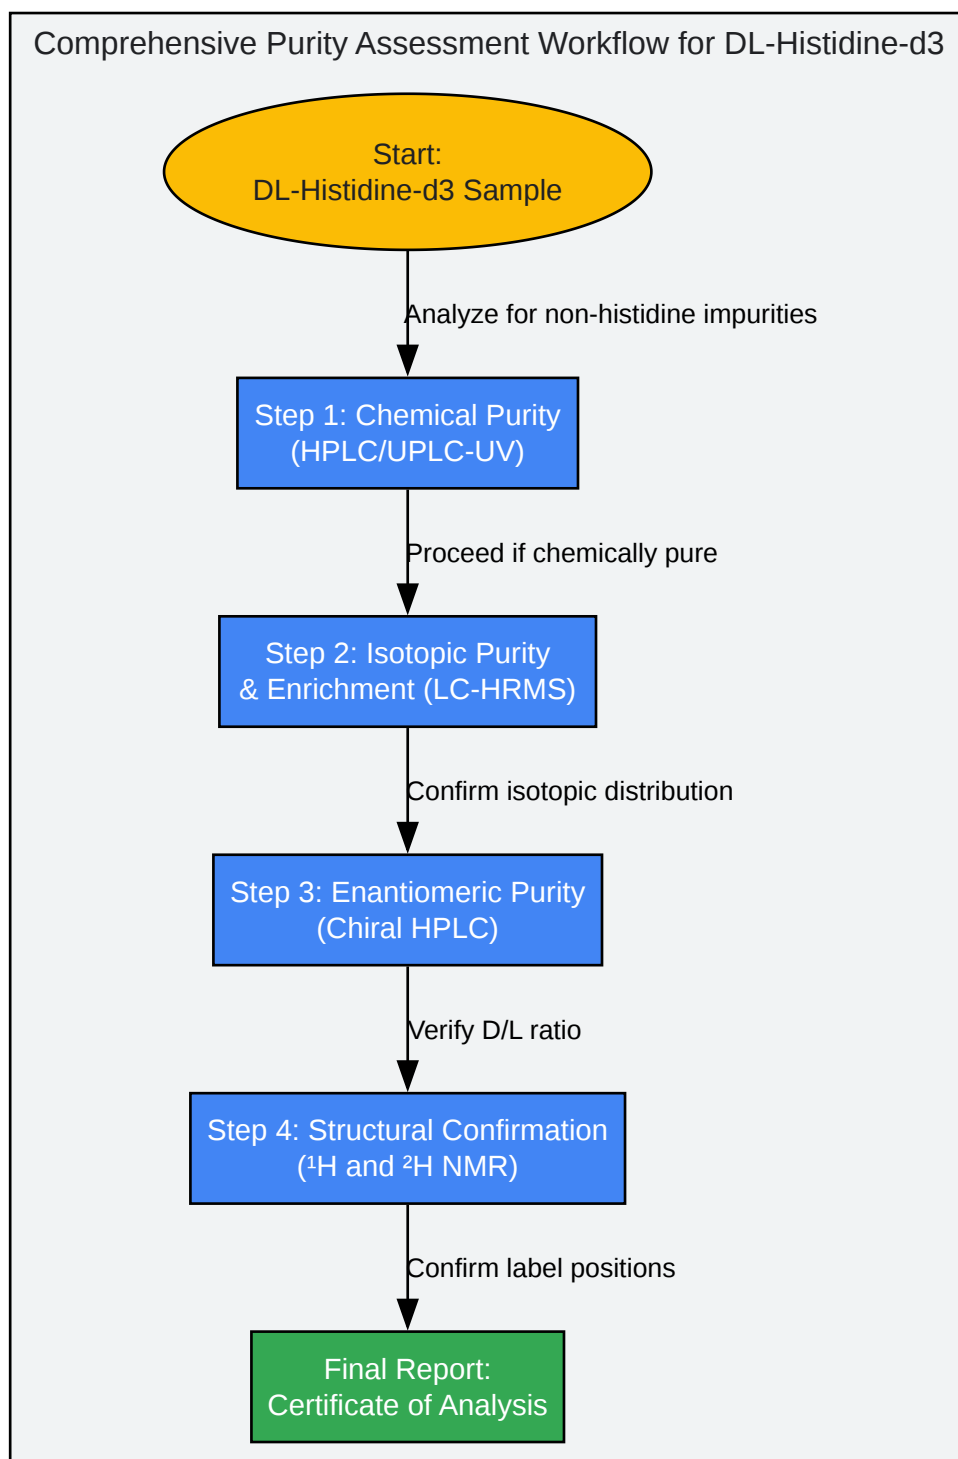 Comprehensive Purity Assessment Workflow for DL-Histidine-d3
Start:
DL-Histidine-d3 Sample
Analyze for non-histidine impurities
Step 1: Chemical Purity
(HPLC/UPLC-UV)
Proceed if chemically pure
Step 2: Isotopic Purity
& Enrichment (LC-HRMS)
Confirm isotopic distribution
Step 3: Enantiomeric Purity
(Chiral HPLC)
Verify D/L ratio
Step 4: Structural Confirmation
(¹H and ²H NMR)
Confirm label positions
Final Report:
Certificate of Analysis